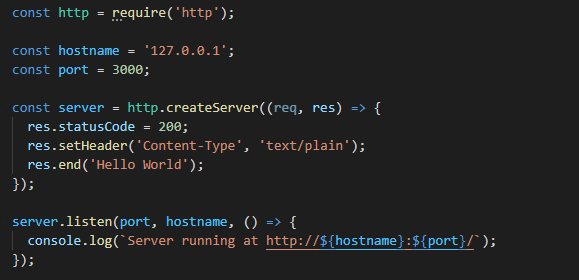 const http = require('http');
const hostname = '127.0.0.1';
const port = 3000;
const server = http.createServer((req, res) => {
  res.statusCode = 200;
  res.setHeader('Content-Type', 'text/plain');
  res.end('Hello World');
});
server.listen(port, hostname, () => {
  console.log(`Server running at http://${hostname}:${port}/`);
});